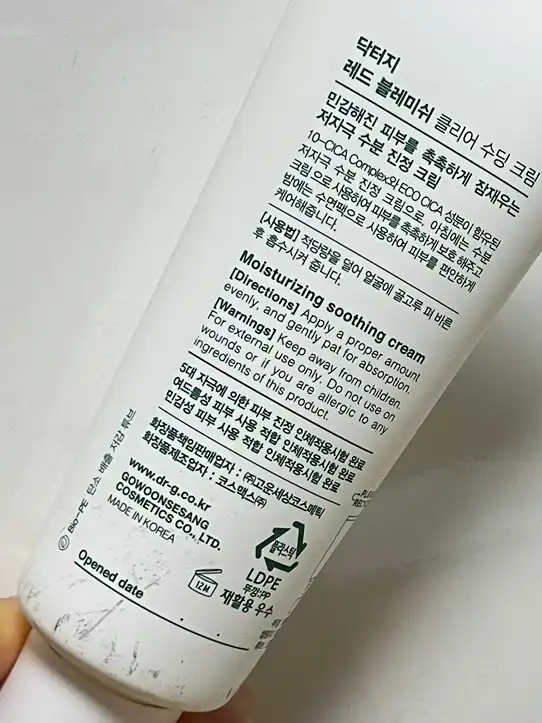 닥터지
레드 블레미쉬 클리어 수딩 크림
민감해진 피부를 촉촉하게 잠재우는
저자극 수분 진정 크림
10-CICA Complex와 ECO CICA 성분이 함유된
저자극 수분 진정 크림으로, 아침에는 수분
크림으로 사용하여 피부를 촉촉하게 보호해주고
밤에는 수면팩으로 사용하여 피부를 편안하게
케어해줍니다.
[사용법] 적당량을 덜어 얼굴에 골고루 펴 바른
후 흡수시켜 줍니다.
Moisturizing soothing cream
[Directions] Apply a proper amount
evenly, and gently pat for absorption.
[Warnings] Keep away from children.
For external use only. Do not use on
wounds or if you are allergic to any
ingredients of this product.
5대 자극에 의한 피부 진정 인체적용시험 완료
여드름성 피부 사용 적합 인체적용시험 완료
민감성 피부 사용 적합 인체적용시험 완료
화장품책임판매업자 : ㈜고운세상코스메틱
화장품제조업자 : 코스맥스㈜
www.dr-g.co.kr
GOWOONSESANG
COSMETICS CO., LTD.
MADE IN KOREA
Bio-PE 탄소 배출 저감 튜브
플라스틱
LDPE
뚜껑:PP
재활용 우수
12M
Opened date